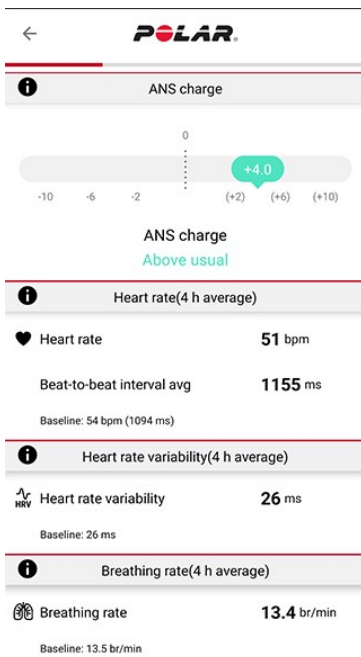 POLAR.
ANS charge
0
+4.0
-10 -6 -2 (+2) (+6) (+10)
ANS charge
Above usual
Heart rate(4 h average)
Heart rate 51 bpm
Beat-to-beat interval avg 1155 ms
Baseline: 54 bpm (1094 ms)
Heart rate variability(4 h average)
HRV Heart rate variability 26 ms
Baseline: 26 ms
Breathing rate(4 h average)
Breathing rate 13.4 br/min
Baseline: 13.5 br/min